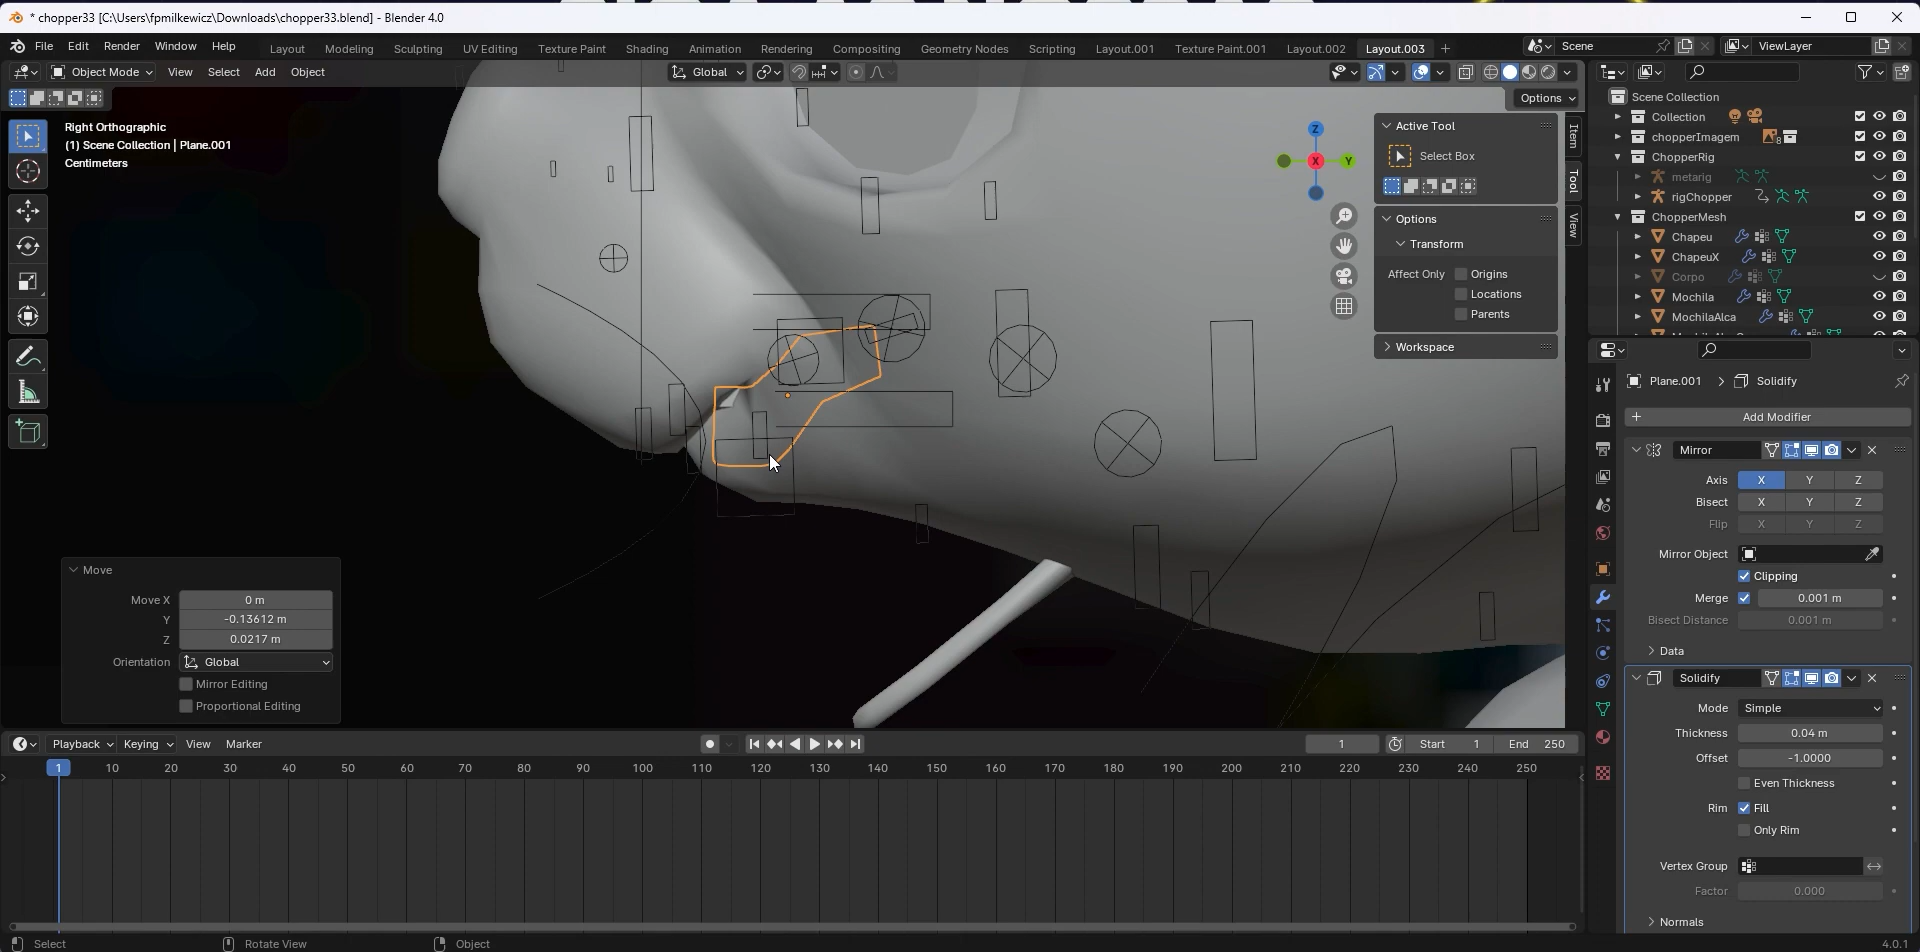 * chopper33 [C:\Users\fpmilkewicz\Downloads\chopper33.blend] - Blender 4.0
File Edit Render Window Help
Layout Modeling Sculpting UV Editing Texture Paint Shading Animation Rendering Compositing Geometry Nodes Scripting Layout.001 Texture Paint.001 Layout.002 Layout.003 +
Scene
ViewLayer
Object Mode View Select Add Object
Global
Options
Right Orthographic
(1) Scene Collection | Plane.001
Centimeters
Z
X
Y
Active Tool
Select Box
Options
Transform
Affect Only Origins
Locations
Parents
Workspace
Item
Tool
View
Scene Collection
Collection
chopperImagem 8
ChopperRig
metarig
rigChopper
ChopperMesh
Chapeu
ChapeuX
Corpo
Mochila
MochilaAlca
Plane.001 > Solidify
+ Add Modifier
Mirror
Axis X Y Z
Bisect X Y Z
Flip X Y Z
Mirror Object
Clipping
Merge 0.001 m
Bisect Distance 0.001 m
Data
Solidify
Mode Simple
Thickness 0.04 m
Offset -1.0000
Even Thickness
Rim Fill
Only Rim
Vertex Group
Factor 0.000
Normals
Move
Move X 0 m
Y -0.13612 m
Z 0.0217 m
Orientation Global
Mirror Editing
Proportional Editing
Playback Keying View Marker
1 Start 1 End 250
1 10 20 30 40 50 60 70 80 90 100 110 120 130 140 150 160 170 180 190 200 210 220 230 240 250
Select Rotate View Object
4.0.1